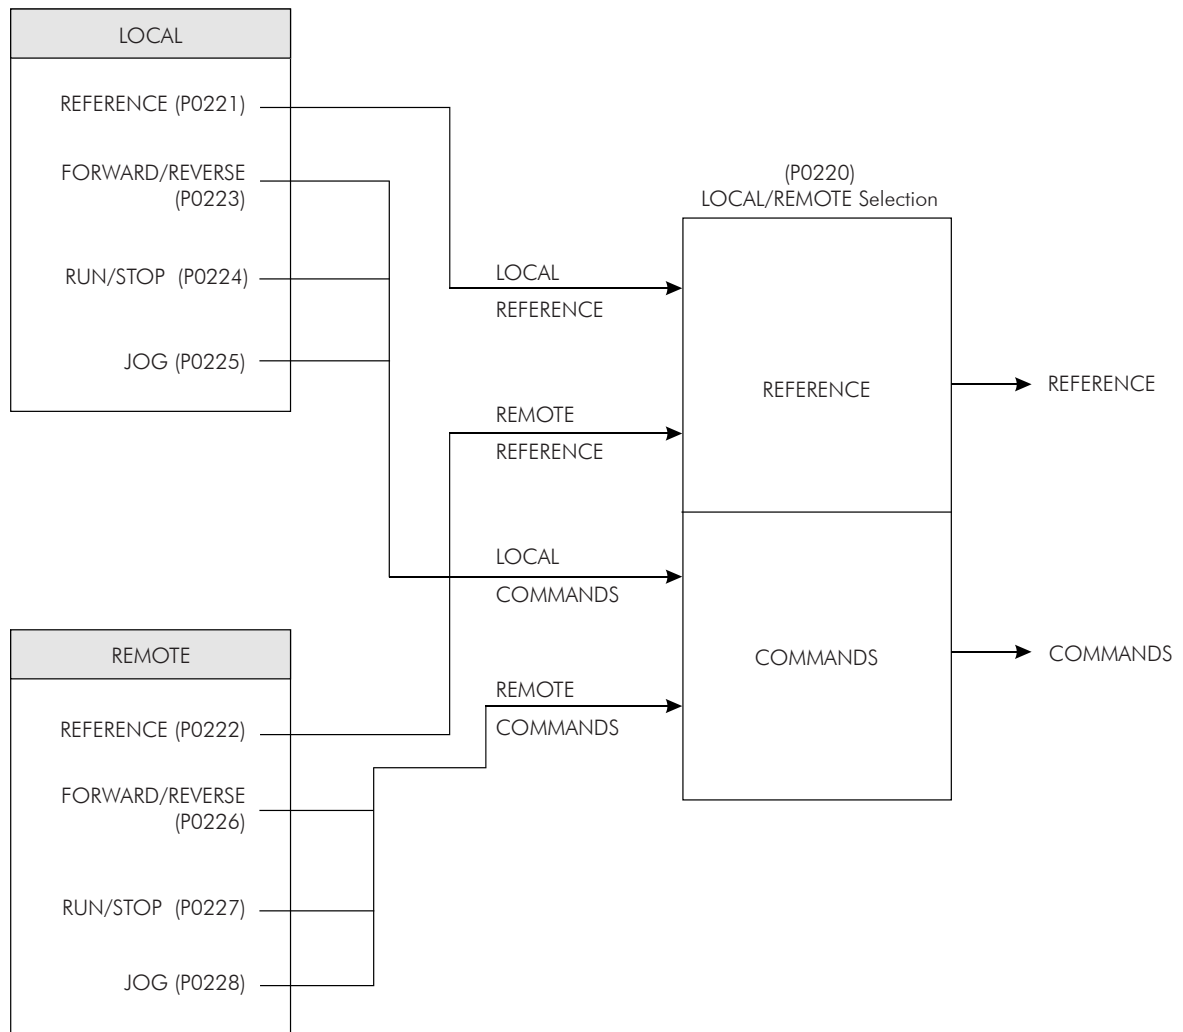 LOCAL
REFERENCE (P0221)
FORWARD/REVERSE
(P0223)
RUN/STOP (P0224)
JOG (P0225)
REMOTE
REFERENCE (P0222)
FORWARD/REVERSE
(P0226)
RUN/STOP (P0227)
JOG (P0228)
LOCAL
REFERENCE
REMOTE
REFERENCE
LOCAL
COMMANDS
REMOTE
COMMANDS
(P0220)
LOCAL/REMOTE Selection
REFERENCE
COMMANDS
REFERENCE
COMMANDS